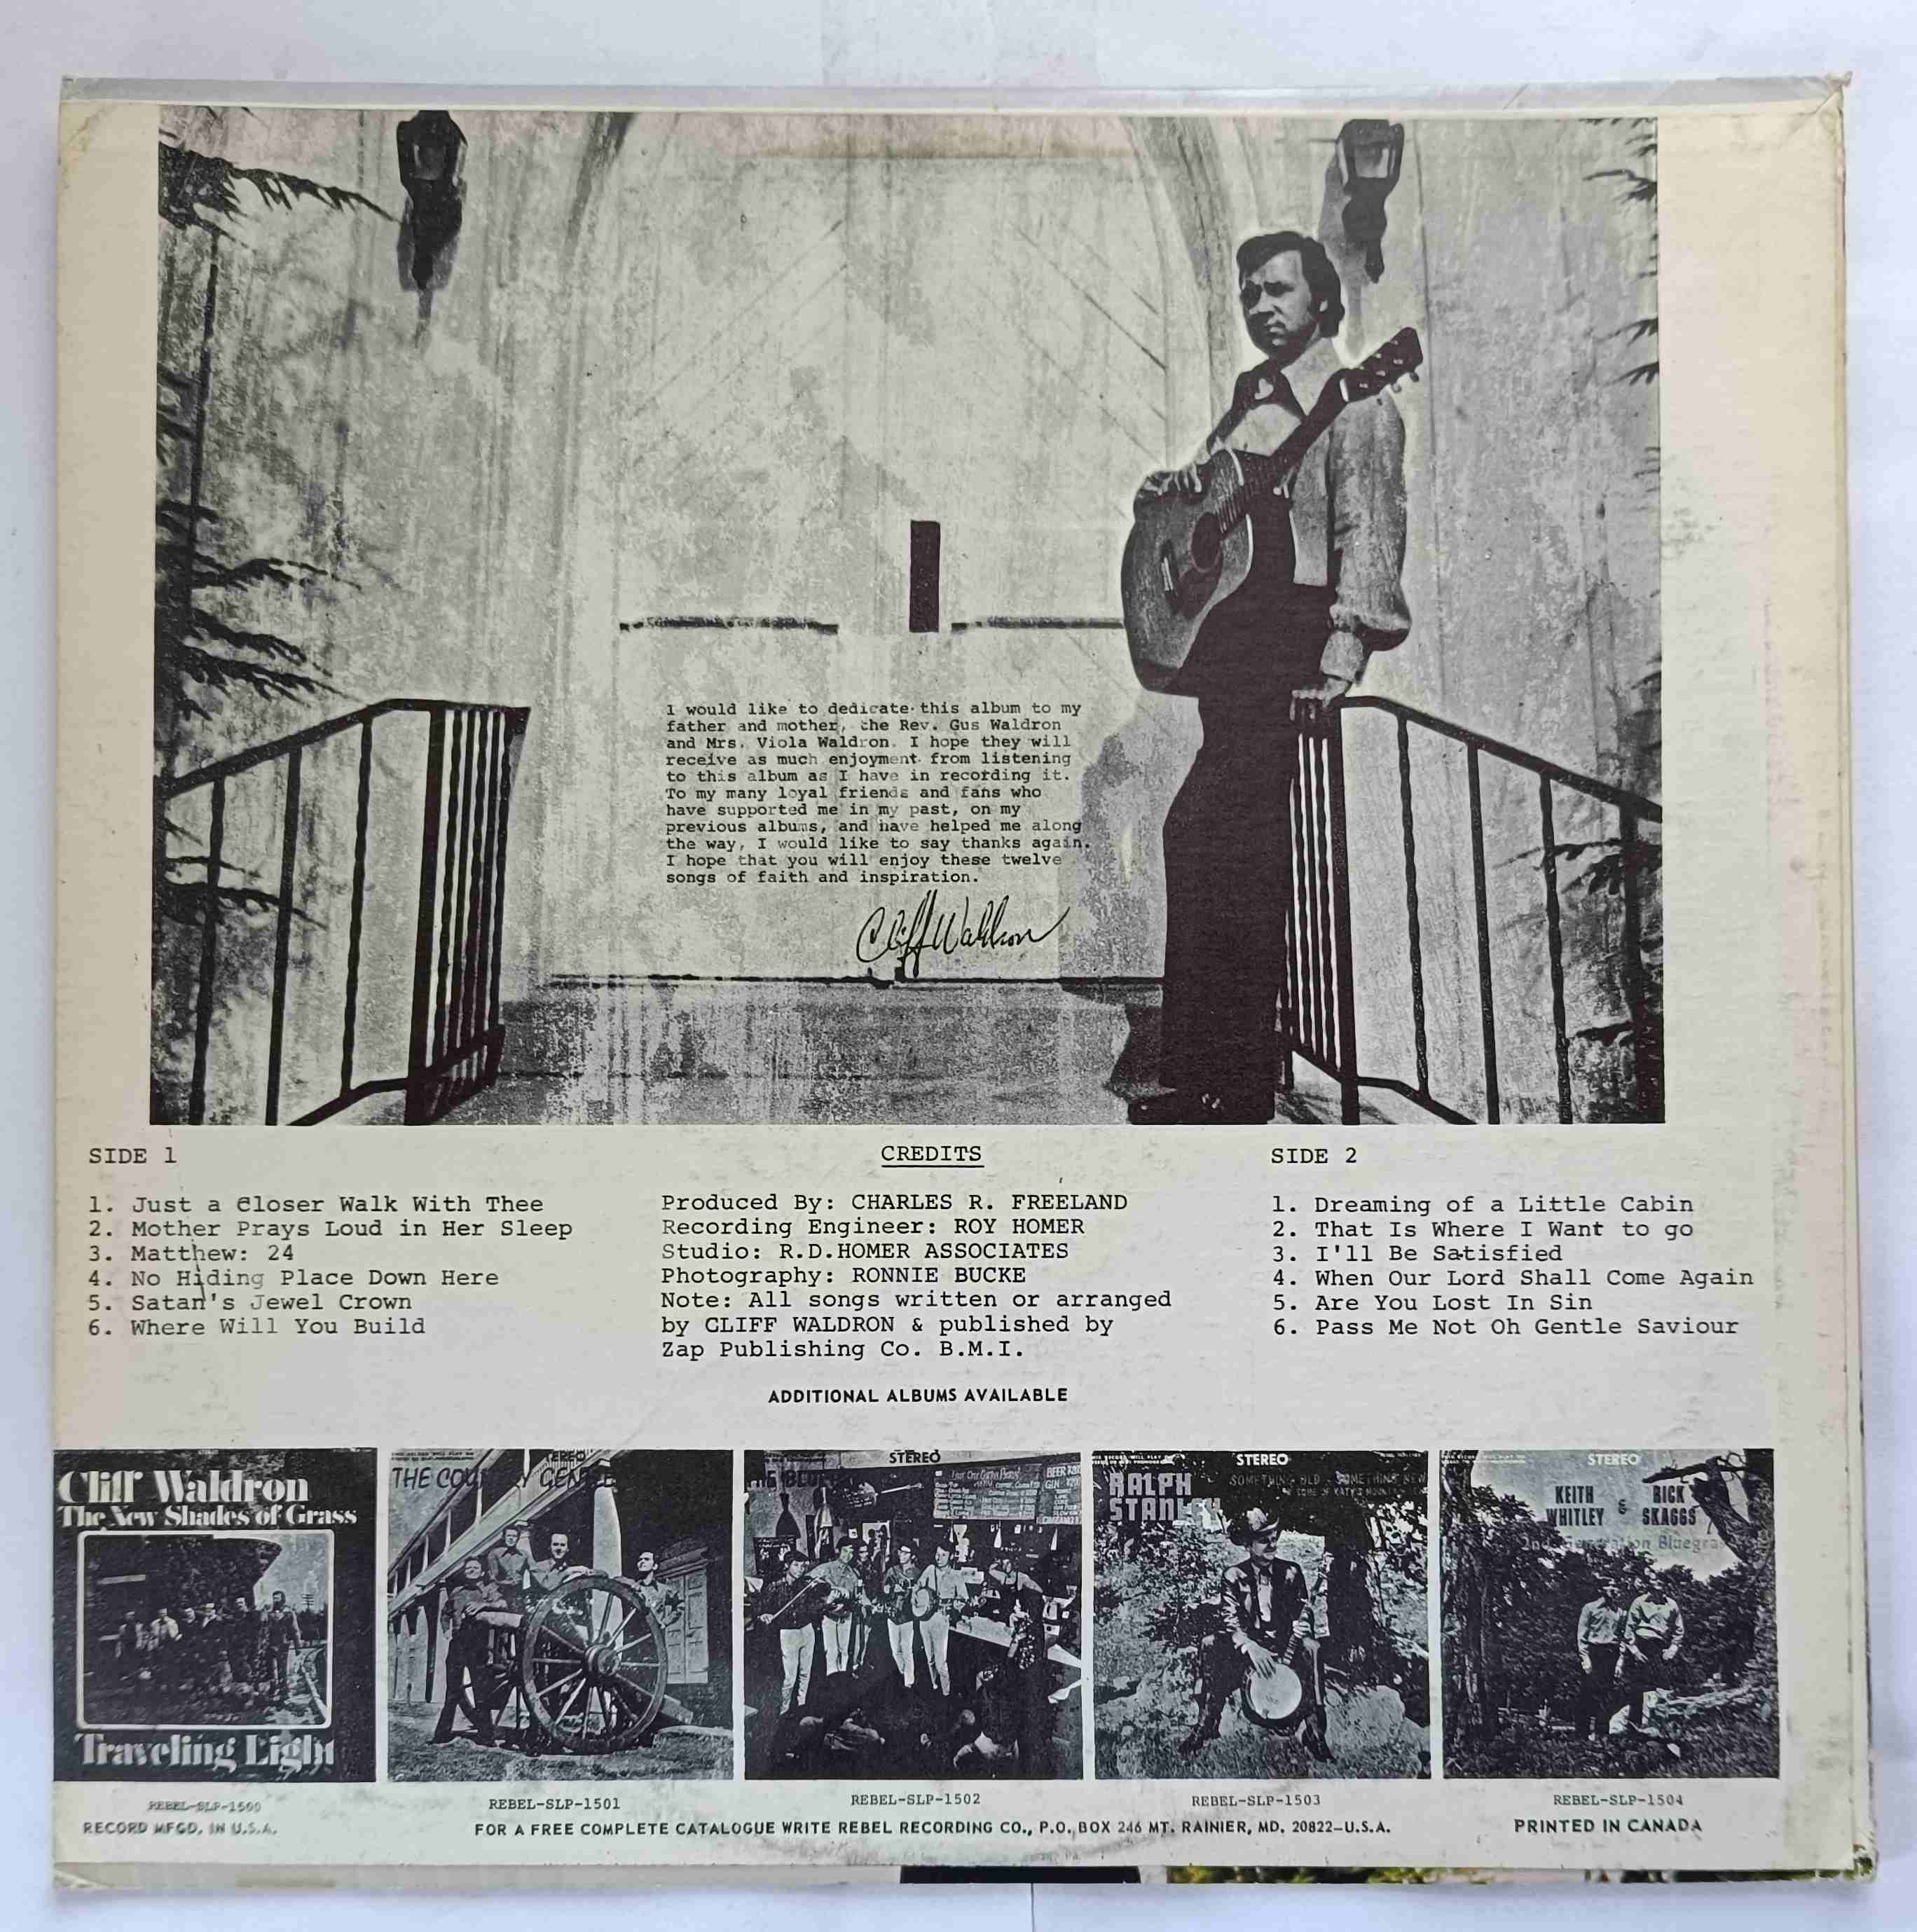 I would like to dedicate this album to my
father and mother, the Rev. Gus Waldron
and Mrs. Viola Waldron. I hope they will
receive as much enjoyment from listening
to this album as I have in recording it.
To my many loyal friends and fans who
have supported me in my past, on my
previous albums, and have helped me along
the way, I would like to say thanks again.
I hope that you will enjoy these twelve
songs of faith and inspiration.
Cliff Waldron
SIDE 1
1. Just a Closer Walk With Thee
2. Mother Prays Loud in Her Sleep
3. Matthew: 24
4. No Hiding Place Down Here
5. Satan's Jewel Crown
6. Where Will You Build
CREDITS
Produced By: CHARLES R. FREELAND
Recording Engineer: ROY HOMER
Studio: R.D.HOMER ASSOCIATES
Photography: RONNIE BUCKE
Note: All songs written or arranged
by CLIFF WALDRON & published by
Zap Publishing Co. B.M.I.
SIDE 2
1. Dreaming of a Little Cabin
2. That Is Where I Want to go
3. I'll Be Satisfied
4. When Our Lord Shall Come Again
5. Are You Lost In Sin
6. Pass Me Not Oh Gentle Saviour
ADDITIONAL ALBUMS AVAILABLE
Cliff Waldron
The New Shades of Grass
Traveling Light
THE COUNTRY GENTLE
STEREO
STEREO
RALPH
STANLEY
SOMETHING OLD SOMETHING NEW
STEREO
KEITH
WHITLEY
&
RICK
SKAGGS
2nd Generation Bluegrass
REBEL-SLP-1500
REBEL-SLP-1501
REBEL-SLP-1502
REBEL-SLP-1503
REBEL-SLP-1504
RECORD MFGD. IN U.S.A.
FOR A FREE COMPLETE CATALOGUE WRITE REBEL RECORDING CO., P.O. BOX 246 MT. RAINIER, MD. 20822-U.S.A.
PRINTED IN CANADA